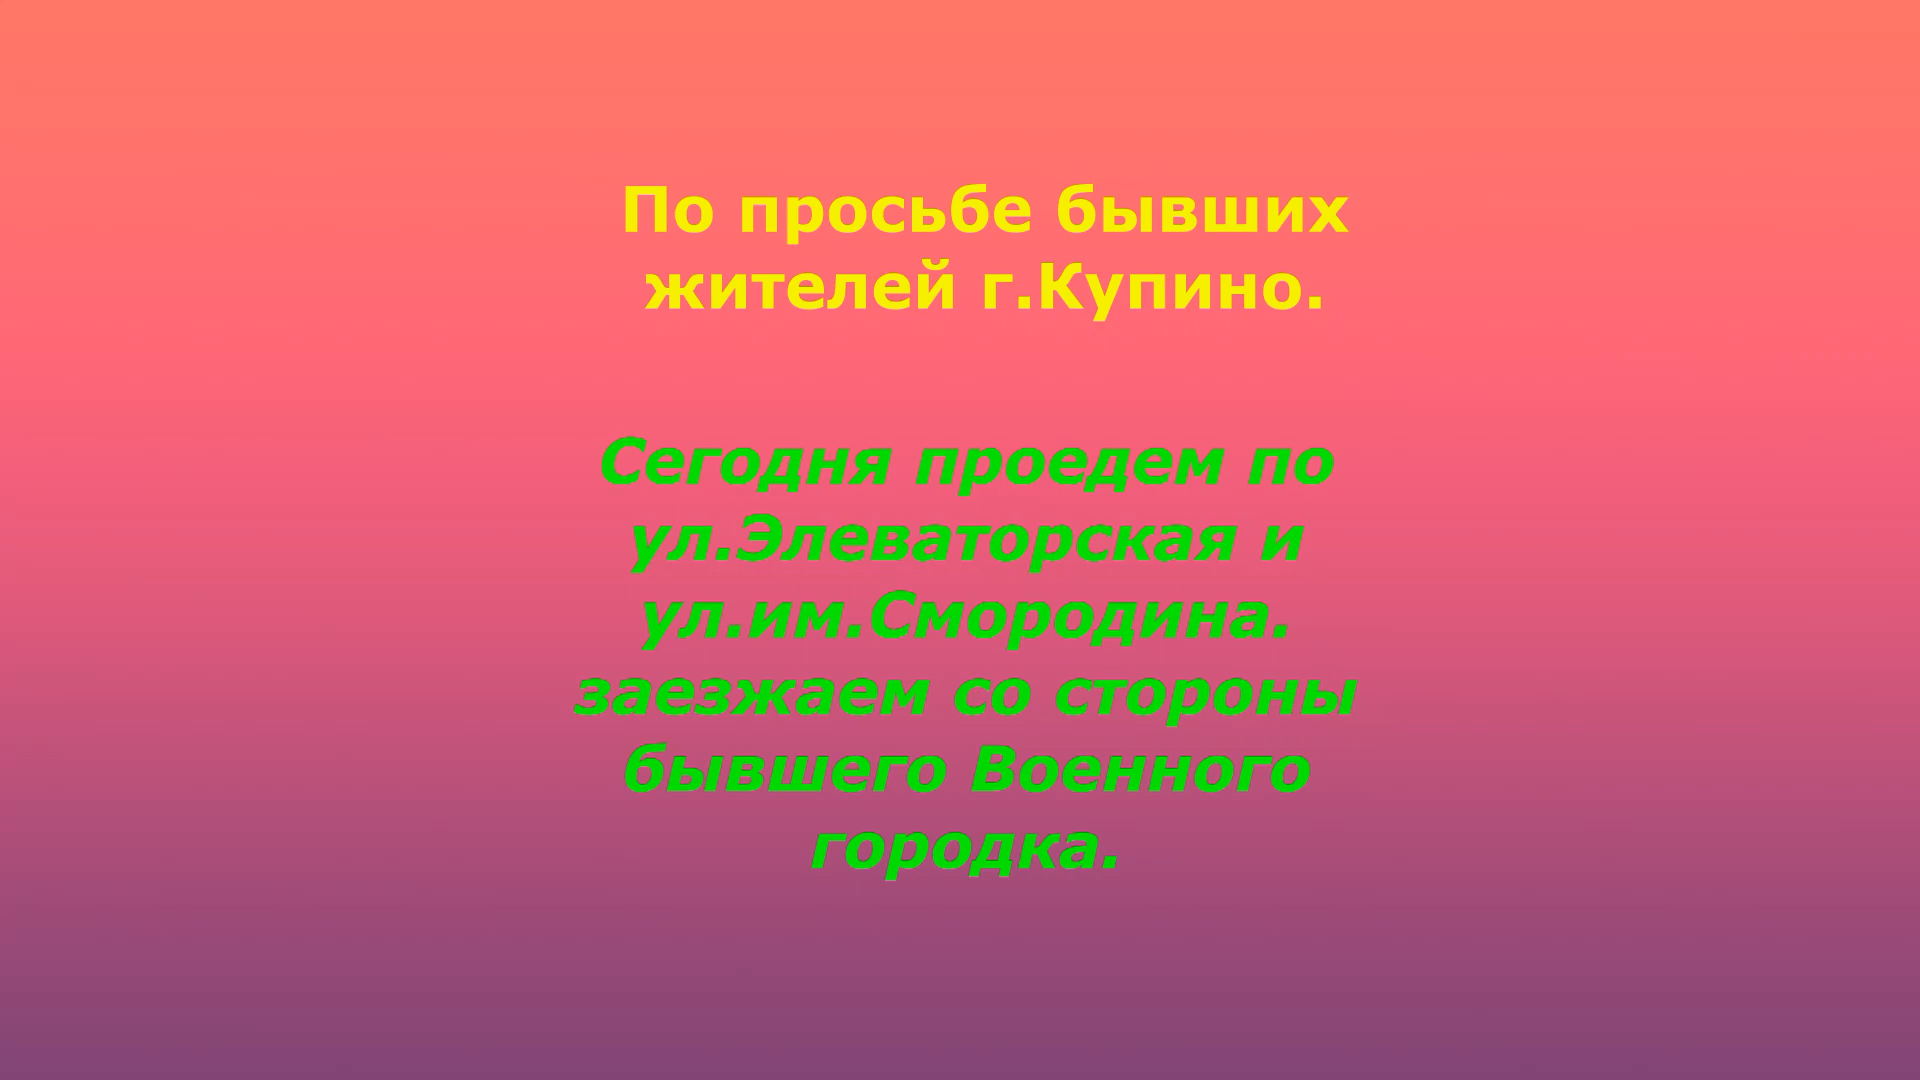 По просьбе бывших
жителей г.Купино.
Сегодня проедем по
ул.Элеваторская и
ул.им.Смородина.
заезжаем со стороны
бывшего Военного
городка.